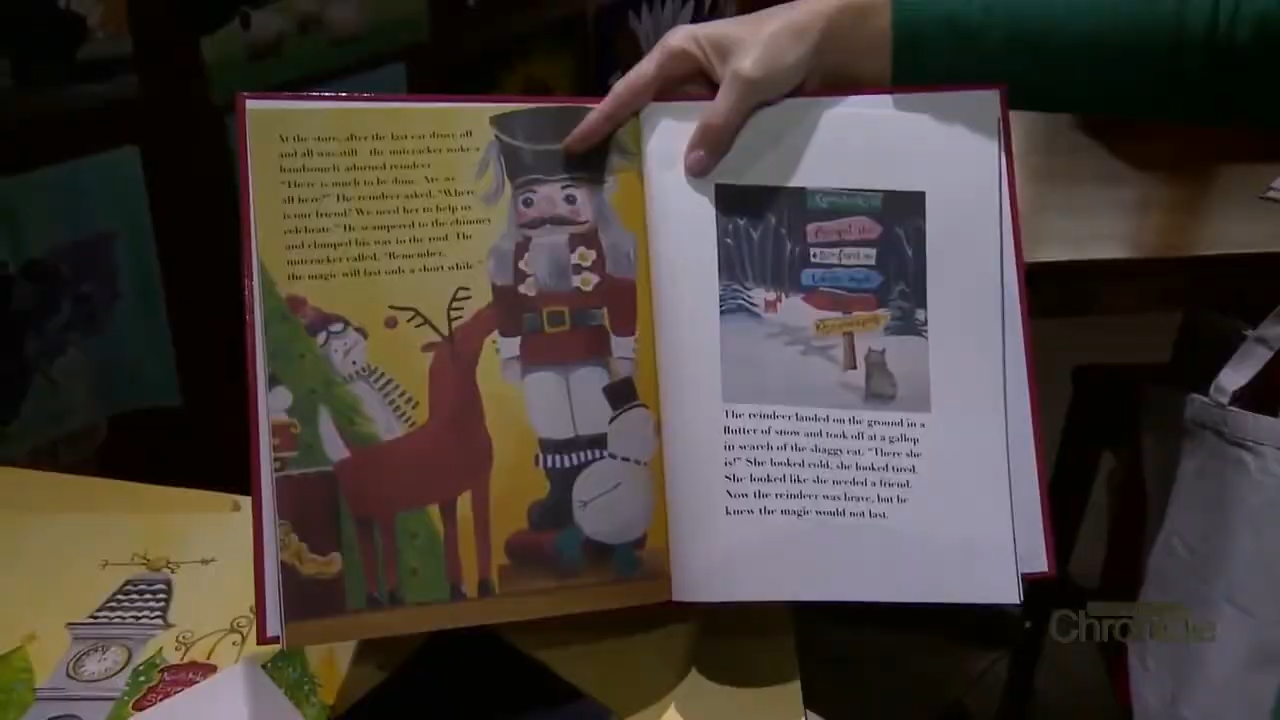 At the store, after the last car drove off
and all was still the nutcracker woke a
handsomely adorned reindeer
"There is much to be done. Are we
all here?" The reindeer asked, "Where
is our friend? We need her to help us
celebrate." He scampered to the chimney
and clomped his way to the roof. The
nutcracker called, "Remember,
the magic will last only a short while."
The reindeer landed on the ground in a
flutter of snow and took off at a gallop
in search of the shaggy cat. "There she
is!" She looked cold, she looked tired.
She looked like she needed a friend.
Now the reindeer was brave, but he
knew the magic would not last.
Chronicle